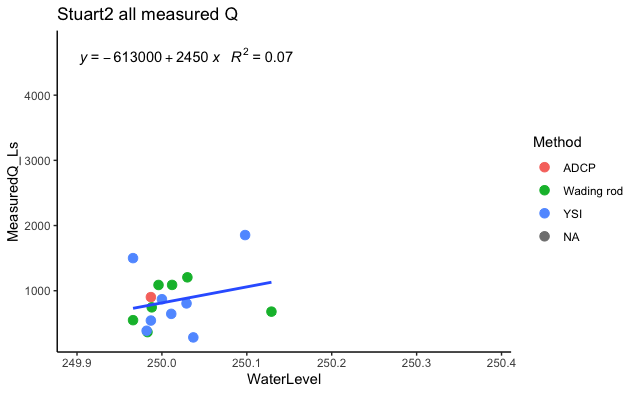 Stuart2 all measured Q
y = − 613000 + 2450 x R² = 0.07
MeasuredQ_Ls
4000
3000
2000
1000
249.9 250.0 250.1 250.2 250.3 250.4
WaterLevel
Method
ADCP
Wading rod
YSI
NA